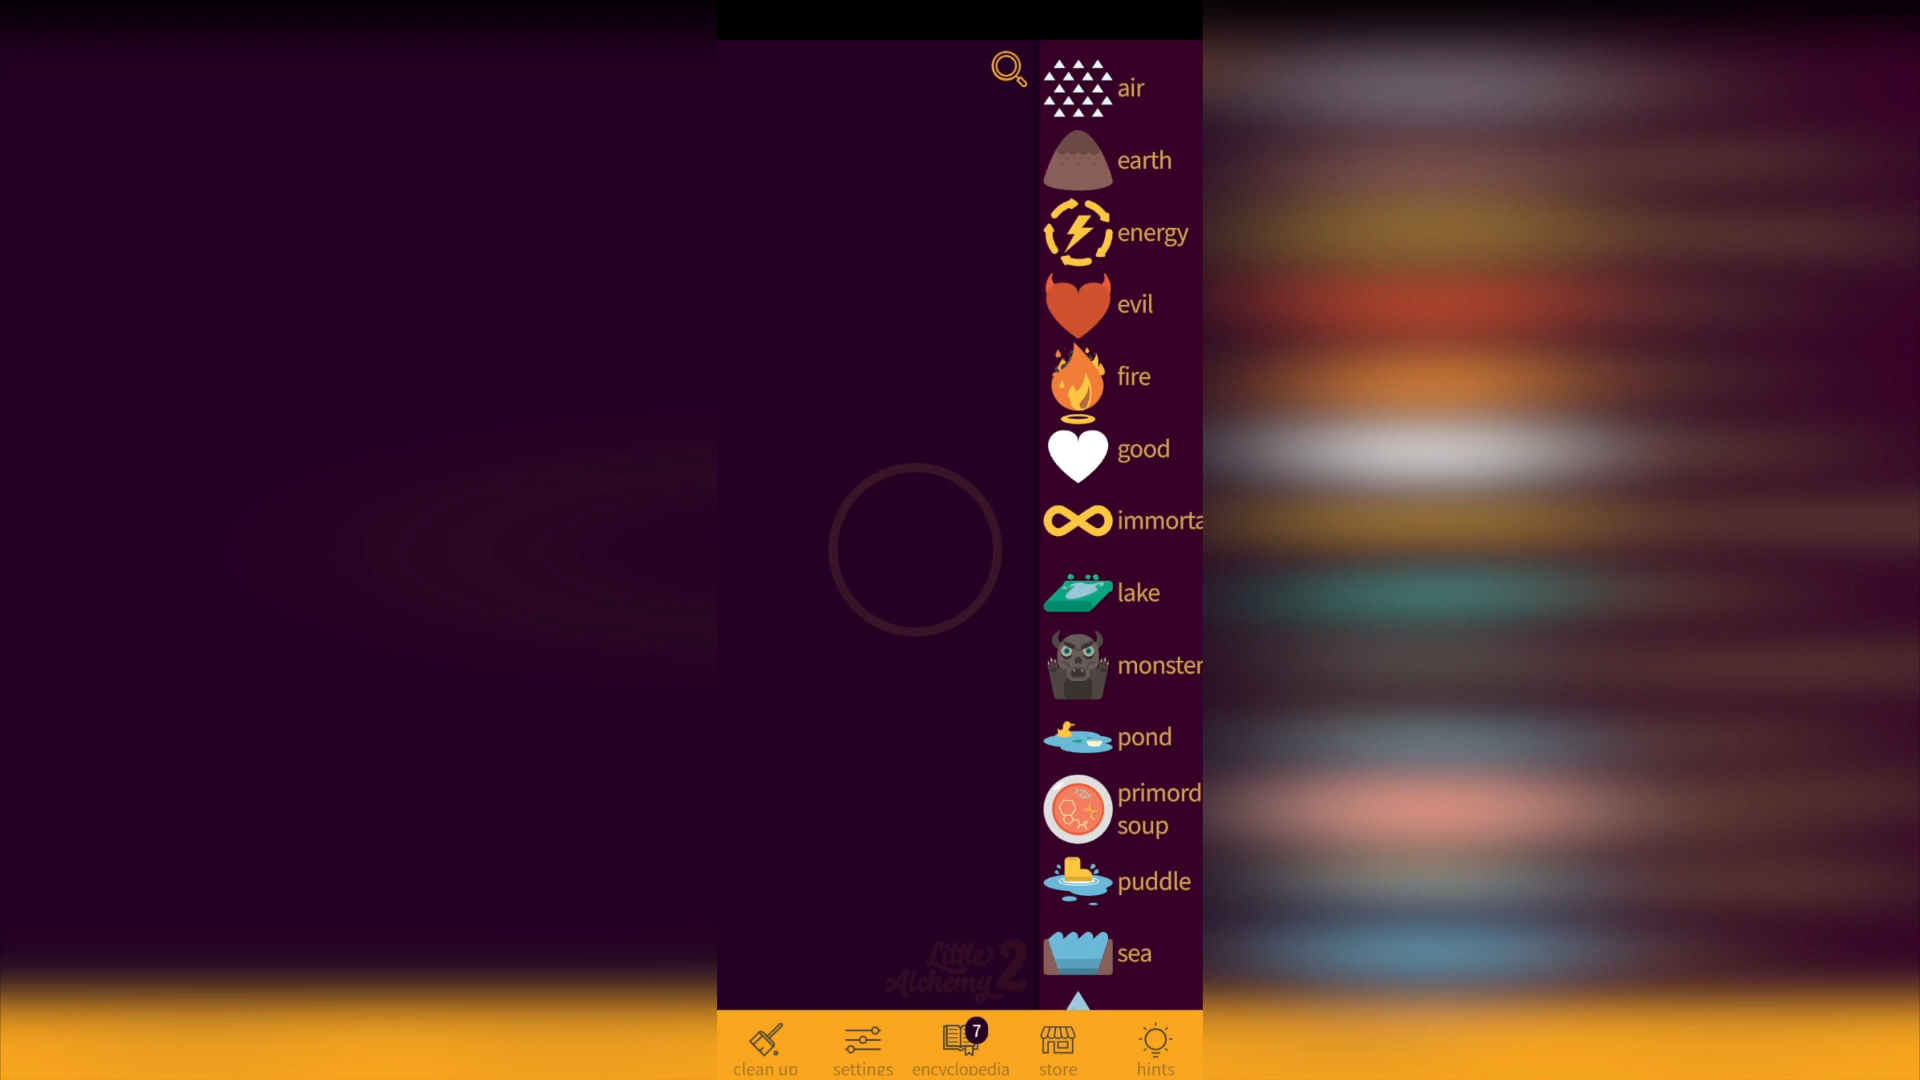 air
earth
energy
evil
fire
good
immorta
lake
monster
pond
primord
soup
puddle
sea
Little
Alchemy 2
7
clean up
settings
encyclopedia
store
hints